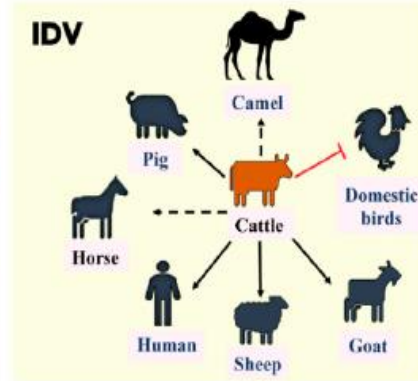 IDV
Camel
Pig
Domestic
birds
Cattle
Horse
Human
Sheep
Goat